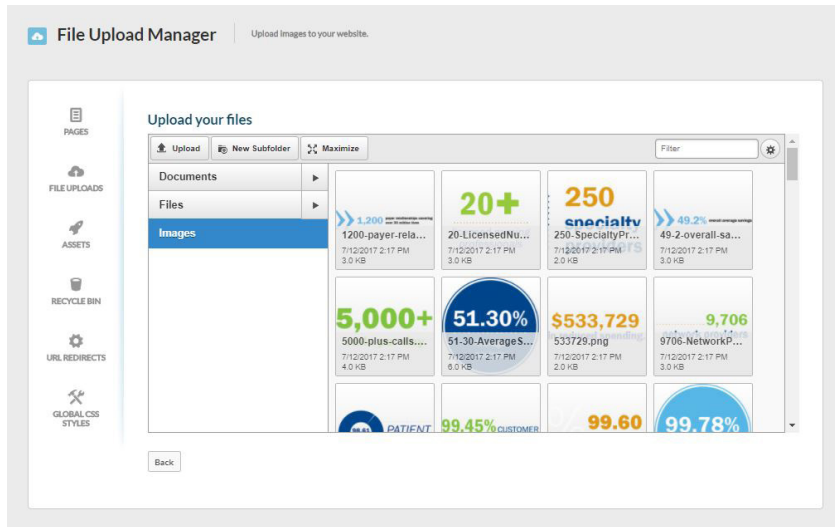 File Upload Manager
Upload images to your website.
PAGES
FILE UPLOADS
ASSETS
RECYCLE BIN
URL REDIRECTS
GLOBAL CSS
STYLES
Upload your files
Upload New Subfolder Maximize Filter
Documents
Files
Images
1,200
1200-payer-rela...
7/12/2017 2:17 PM
3.0 KB
20+
20-LicensedNu...
7/12/2017 2:17 PM
3.0 KB
250
specialty
providers
250-SpecialtyPr...
7/12/2017 2:17 PM
2.0 KB
49.2% overall average savings
49-2-overall-sa...
7/12/2017 2:17 PM
3.0 KB
5,000+
5000-plus-calls....
7/12/2017 2:17 PM
4.0 KB
51.30%
51-30-AverageS...
7/12/2017 2:17 PM
6.0 KB
$533,729
533729.png
7/12/2017 2:17 PM
2.0 KB
9,706
network providers
9706-NetworkP...
7/12/2017 2:17 PM
3.0 KB
PATIENT
99.45% CUSTOMER
99.60
99.78%
Back